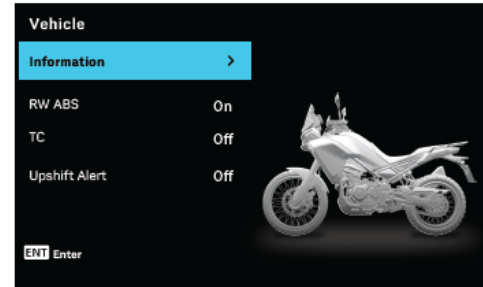 Vehicle
Information >
RW ABS On
TC Off
Upshift Alert Off
ENT Enter